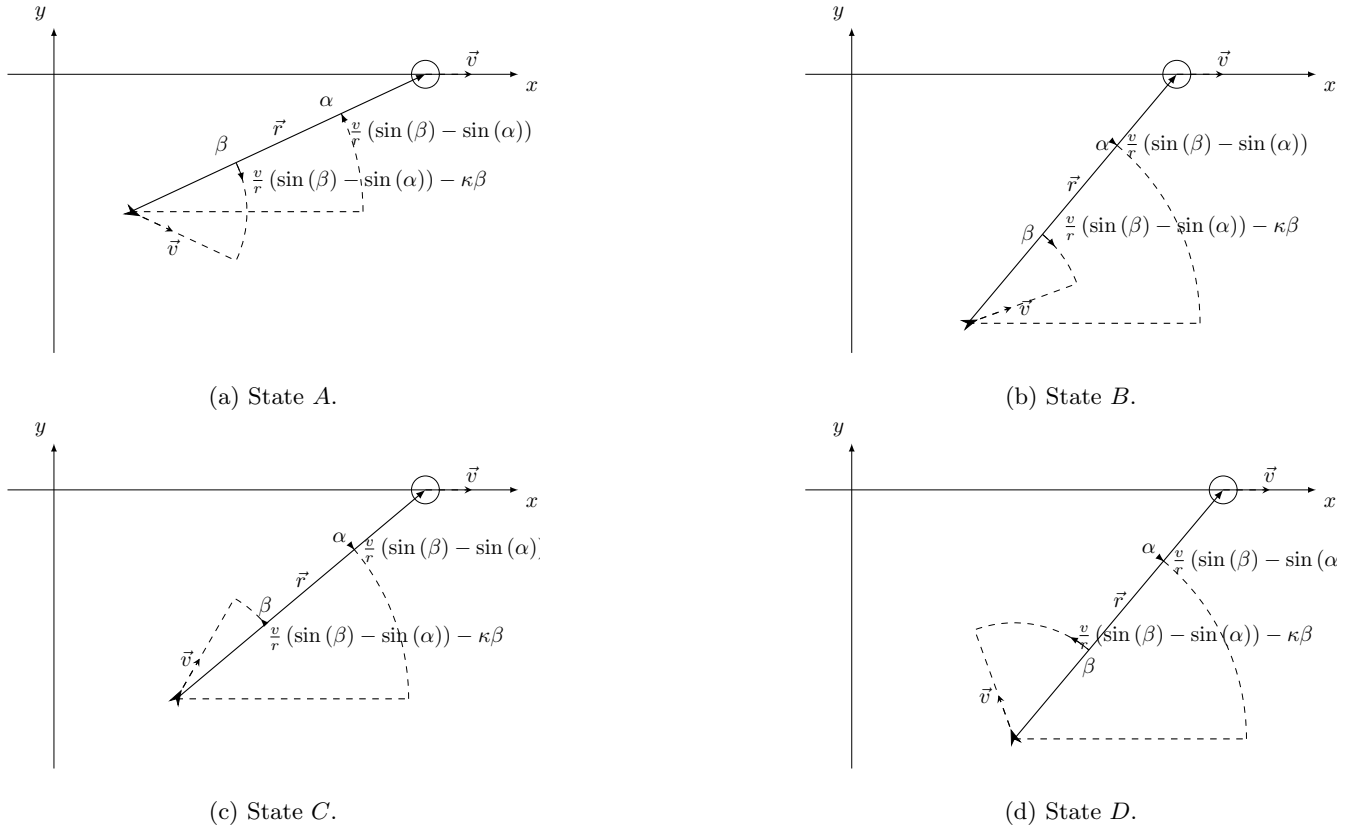 y
y
v⃗
v⃗
x
x
α
r⃗
v/r (sin (β) − sin (α))
α
v/r (sin (β) − sin (α))
β
v/r (sin (β) − sin (α)) − κβ
r⃗
v⃗
β
v/r (sin (β) − sin (α)) − κβ
v⃗
(a) State A.
(b) State B.
y
y
v⃗
v⃗
x
x
α
v/r (sin (β) − sin (α)
α
v/r (sin (β) − sin (α
r⃗
r⃗
β
v/r (sin (β) − sin (α)) − κβ
v/r (sin (β) − sin (α)) − κβ
β
v⃗
v⃗
(c) State C.
(d) State D.